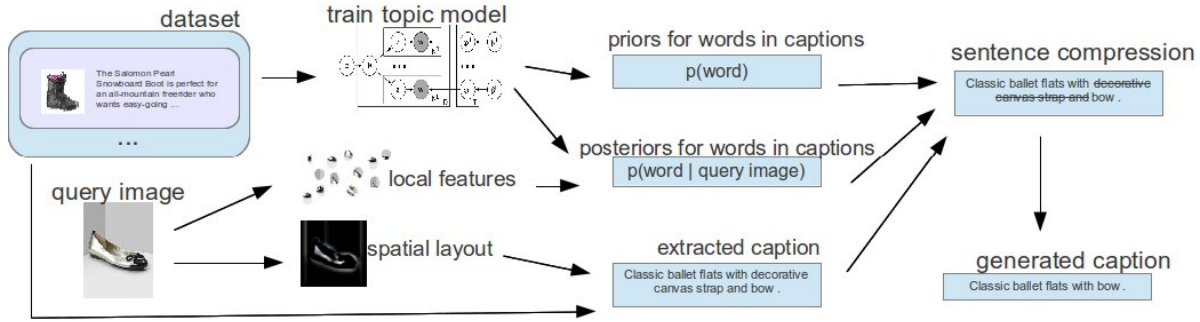 dataset
The Salomon Pearl
Snowboard Boot is perfect for
an all-mountain freerider who
wants easy-going ...
...
train topic model
priors for words in captions
p(word)
posteriors for words in captions
p(word | query image)
query image
local features
spatial layout
extracted caption
Classic ballet flats with decorative
canvas strap and bow .
sentence compression
Classic ballet flats with decorative
canvas strap and bow .
generated caption
Classic ballet flats with bow .